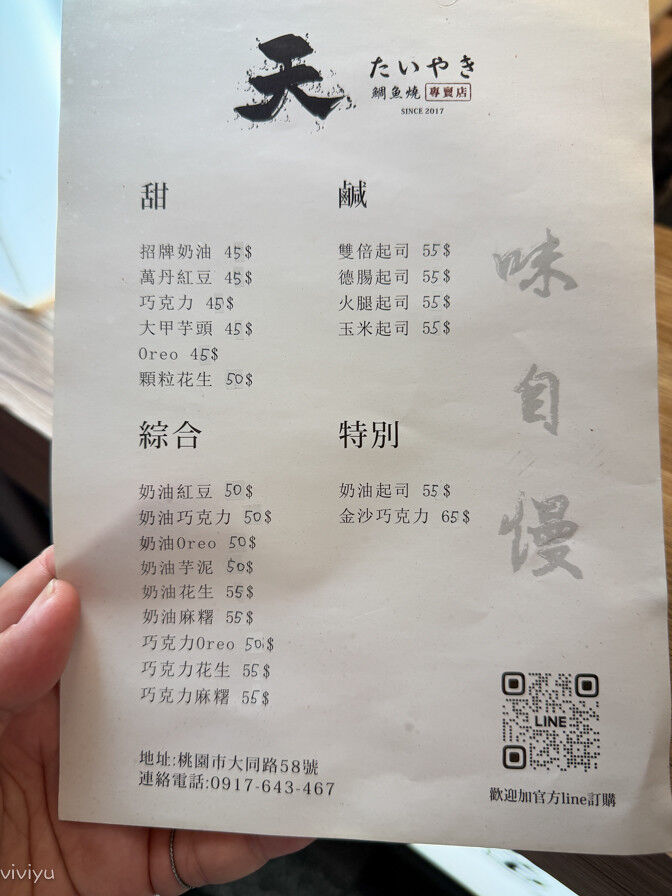 天
たいやき
鯛魚燒 專賣店
SINCE 2017
甜
招牌奶油 45$
萬丹紅豆 45$
巧克力 45$
大甲芋頭 45$
Oreo 45$
顆粒花生 50$
鹹
雙倍起司 55$
德腸起司 55$
火腿起司 55$
玉米起司 55$
綜合
奶油紅豆 50$
奶油巧克力 50$
奶油Oreo 50$
奶油芋泥 50$
奶油花生 55$
奶油麻糬 55$
巧克力Oreo 50$
巧克力花生 55$
巧克力麻糬 55$
特別
奶油起司 55$
金沙巧克力 65$
味
自
慢
LINE
歡迎加官方line訂購
地址:桃園市大同路58號
連絡電話:0917-643-467
viviyu